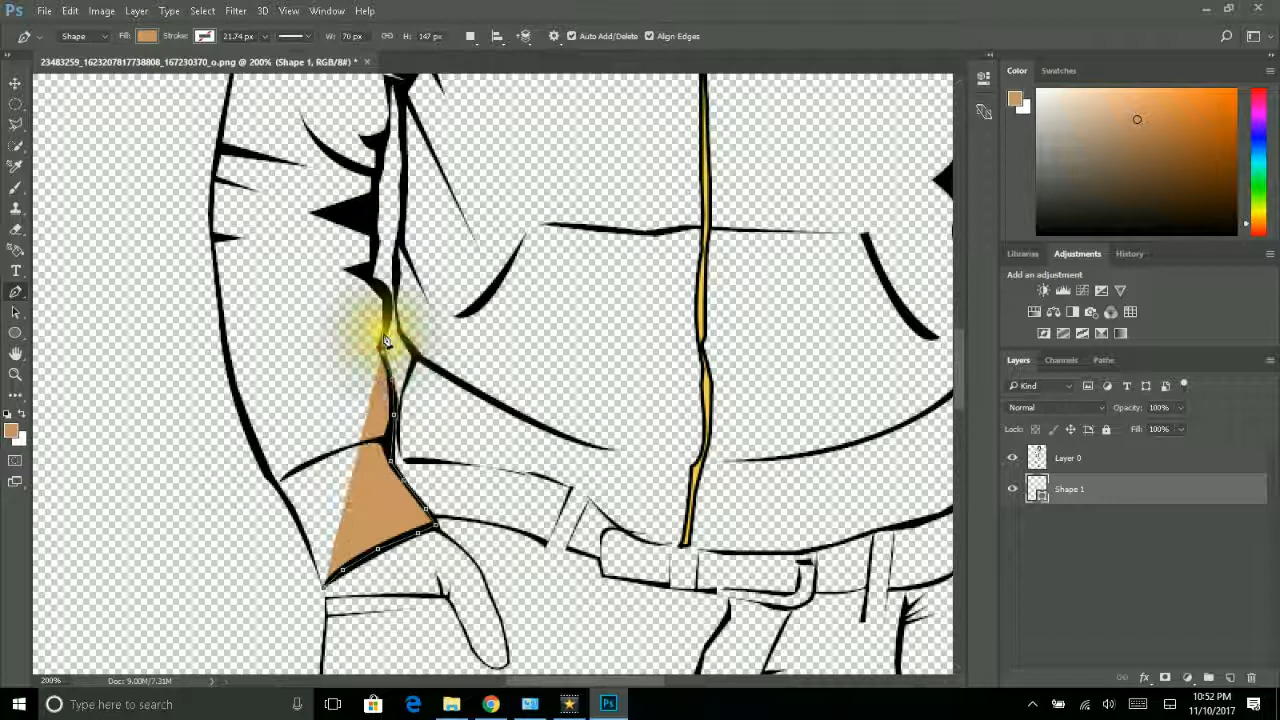 Ps File Edit Image Layer Type Select Filter 3D View Window Help
Shape Fill: Stroke: 21.74 px W: 70 px H: 147 px Auto Add/Delete Align Edges
23483259_1623207817738808_167230370_o.png @ 200% (Shape 1, RGB/8#) * ×
Color Swatches
Libraries Adjustments History
Add an adjustment
Layers Channels Paths
Kind
Normal Opacity: 100%
Lock: Fill: 100%
Layer 0
Shape 1
200% Doc: 9.00M/7.31M
Type here to search
Ps
10:52 PM
11/10/2017